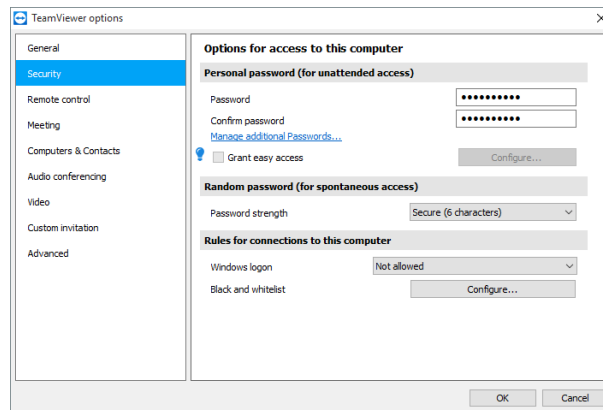 TeamViewer options
General
Security
Remote control
Meeting
Computers & Contacts
Audio conferencing
Video
Custom invitation
Advanced
Options for access to this computer
Personal password (for unattended access)
Password ●●●●●●●●●●
Confirm password ●●●●●●●●●●
Manage additional Passwords...
Grant easy access Configure...
Random password (for spontaneous access)
Password strength Secure (6 characters)
Rules for connections to this computer
Windows logon Not allowed
Black and whitelist Configure...
OK Cancel